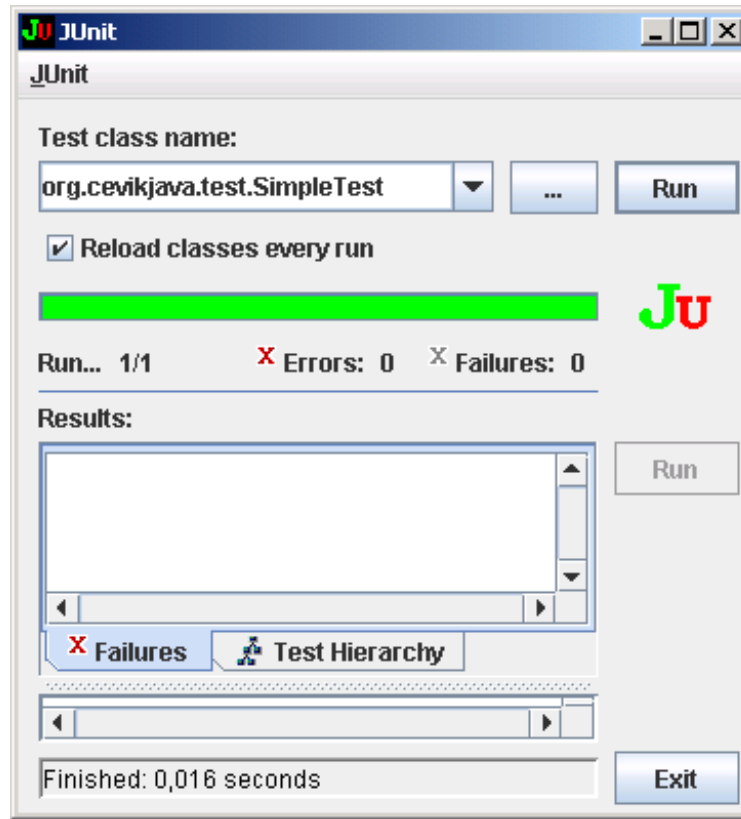 JU JUnit
JUnit
Test class name:
org.cevikjava.test.SimpleTest ... Run
Reload classes every run
JU
Run... 1/1 X Errors: 0 X Failures: 0
Results:
Run
X Failures Test Hierarchy
Finished: 0,016 seconds Exit